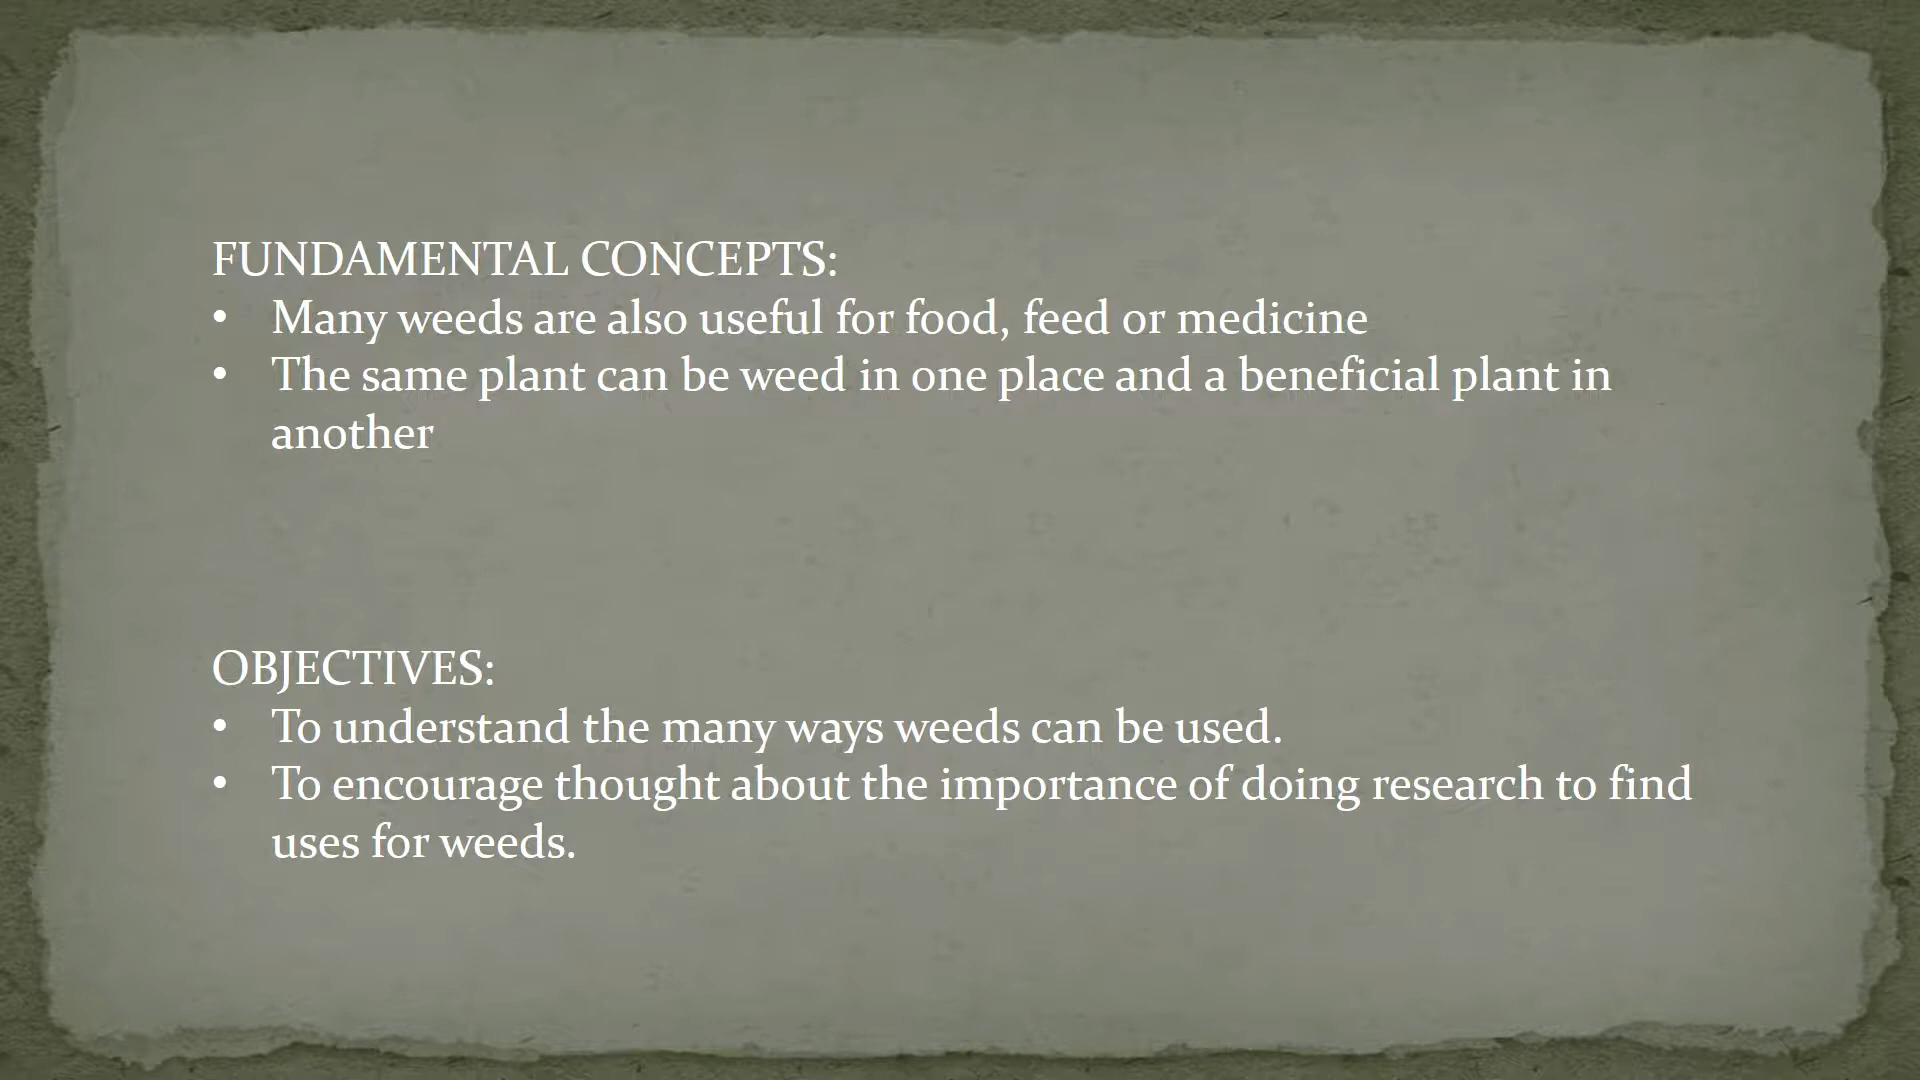 FUNDAMENTAL CONCEPTS:
• Many weeds are also useful for food, feed or medicine
• The same plant can be weed in one place and a beneficial plant in
another
OBJECTIVES:
• To understand the many ways weeds can be used.
• To encourage thought about the importance of doing research to find
uses for weeds.